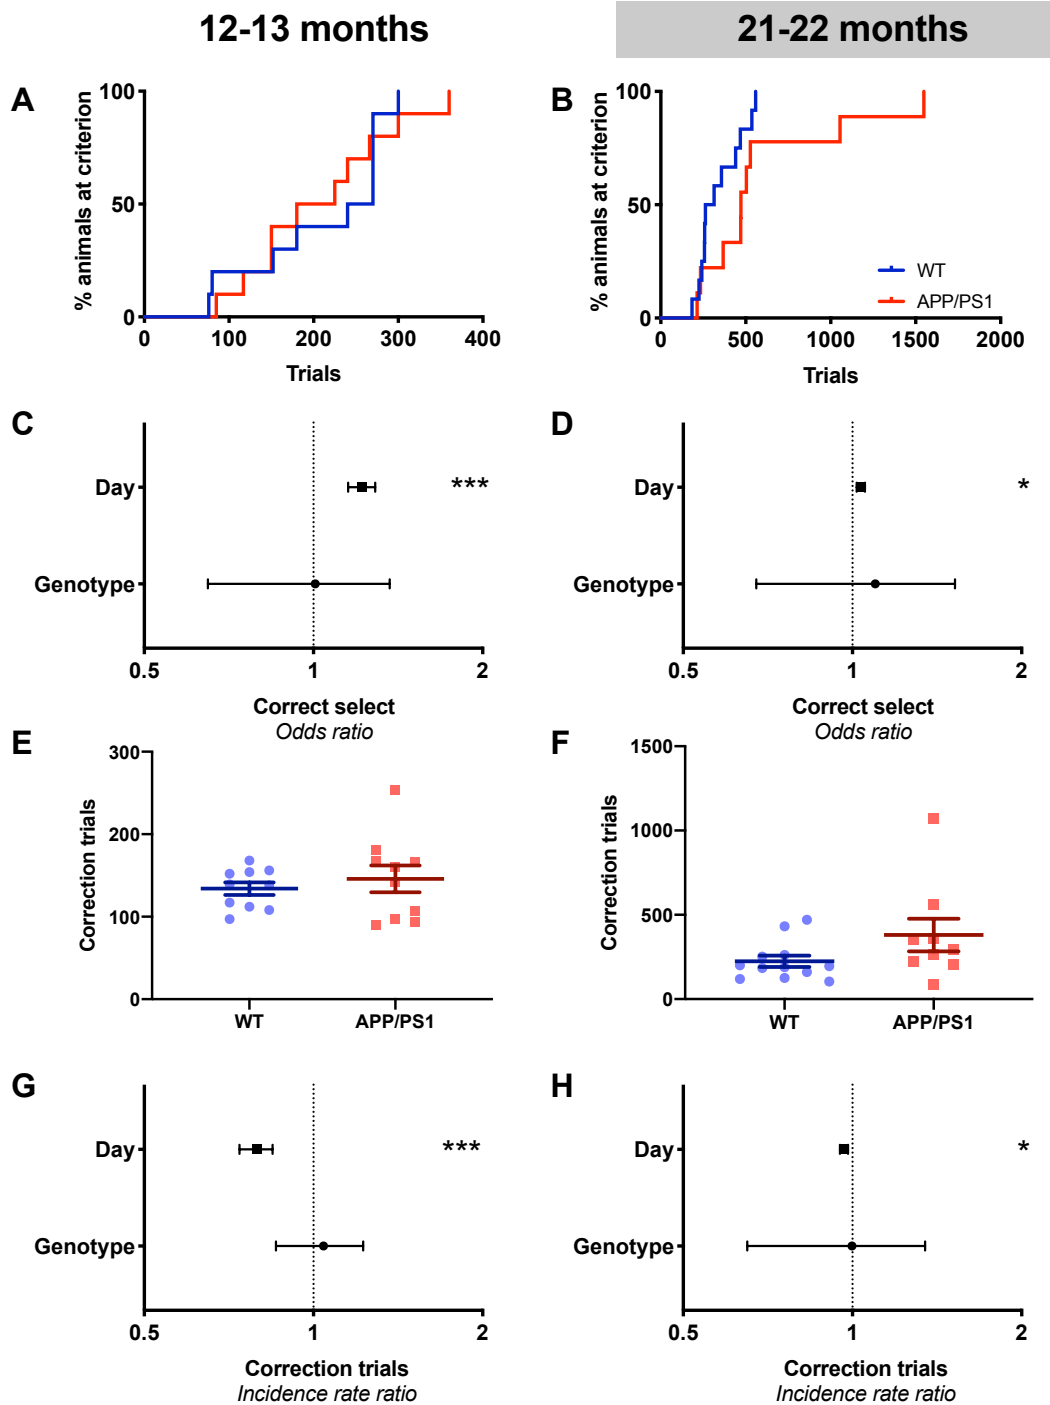 12-13 months
21-22 months
A
% animals at criterion
100
50
0
0 100 200 300 400
Trials
B
% animals at criterion
100
50
0
0 500 1000 1500 2000
Trials
WT
APP/PS1
C
Day
***
Genotype
0.5 1 2
Correct select
Odds ratio
D
Day
*
Genotype
0.5 1 2
Correct select
Odds ratio
E
Correction trials
300
200
100
0
WT APP/PS1
F
Correction trials
1500
1000
500
0
WT APP/PS1
G
Day
***
Genotype
0.5 1 2
Correction trials
Incidence rate ratio
H
Day
*
Genotype
0.5 1 2
Correction trials
Incidence rate ratio